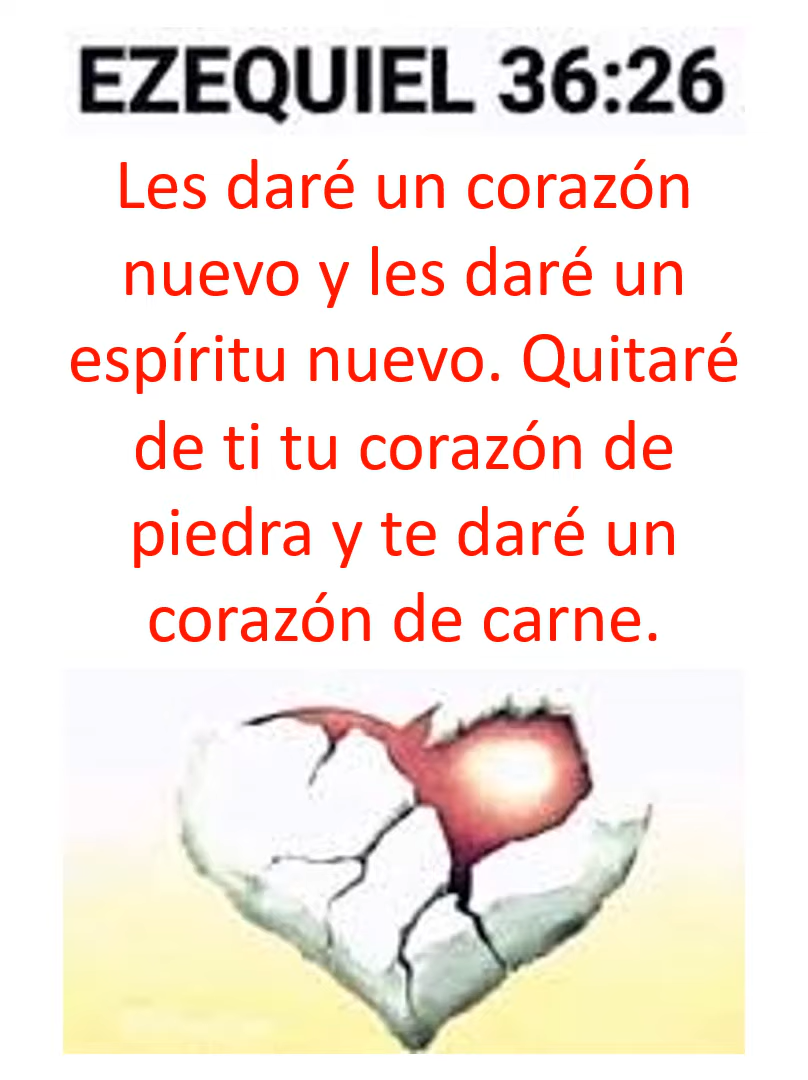 EZEQUIEL 36:26
Les daré un corazón
nuevo y les daré un
espíritu nuevo. Quitaré
de ti tu corazón de
piedra y te daré un
corazón de carne.